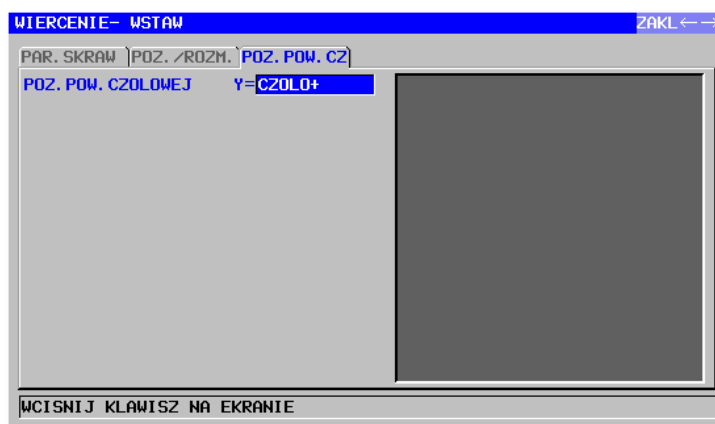 WIERCENIE- WSTAW ZAKL←→
PAR.SKRAW POZ./ROZM. POZ.POW.CZ
POZ.POW.CZOLOWEJ Y=CZOLO+
WCISNIJ KLAWISZ NA EKRANIE